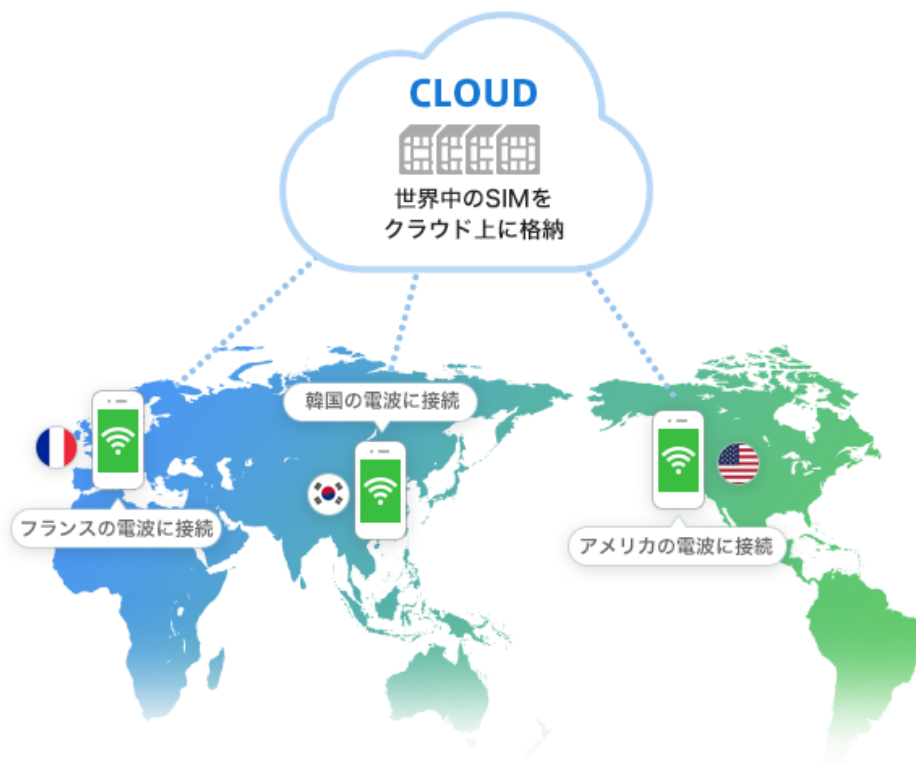 CLOUD
世界中のSIMを
クラウド上に格納
韓国の電波に接続
フランスの電波に接続
アメリカの電波に接続